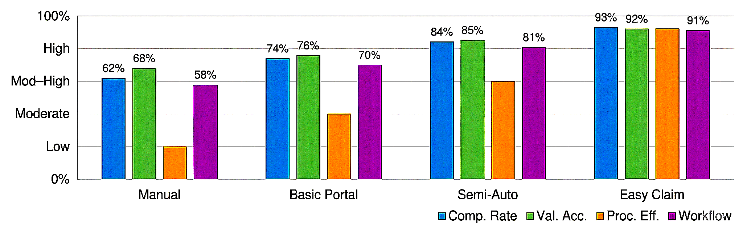 100%
High
Mod–High
Moderate
Low
0%
62%
68%
58%
74%
76%
70%
84%
85%
81%
93%
92%
91%
Manual
Basic Portal
Semi-Auto
Easy Claim
Comp. Rate
Val. Acc.
Proc. Eff.
Workflow